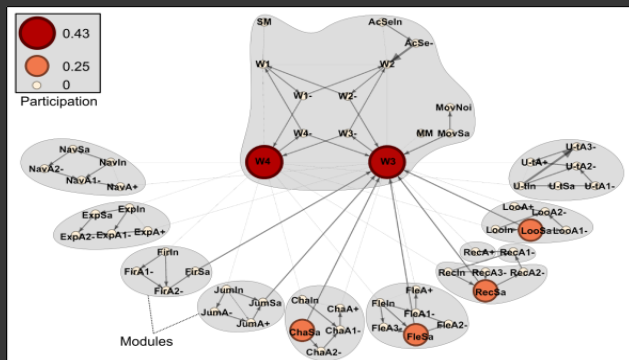 0.43
0.25
0
Participation
SM
AcSeIn
AcSe-
W1
W2
W1-
W2-
MovNoi
W4-
W3-
MM
MovSa
W4
W3
NavSa
NavIn
NavA2-
NavA1-
NavA+
ExpSa
ExpIn
ExpA2-
ExpA1-
ExpA+
FirIn
FirA1-
FirSa
FirA2-
JumIn
JumSa
JumA-
JumA+
ChaIn
ChaA+
ChaSa
ChaA1-
ChaA2-
FleA+
FleIn
FleA1-
FleA2-
FleSa
RecA+
RecA1-
RecIn
RecA3-
RecA2-
RecSa
LooA+
LooA2-
LooIn
LooSa
LooA1-
U-tA3-
U-tA+
U-tA2-
U-tIn
U-tSa
U-tA1-
Modules